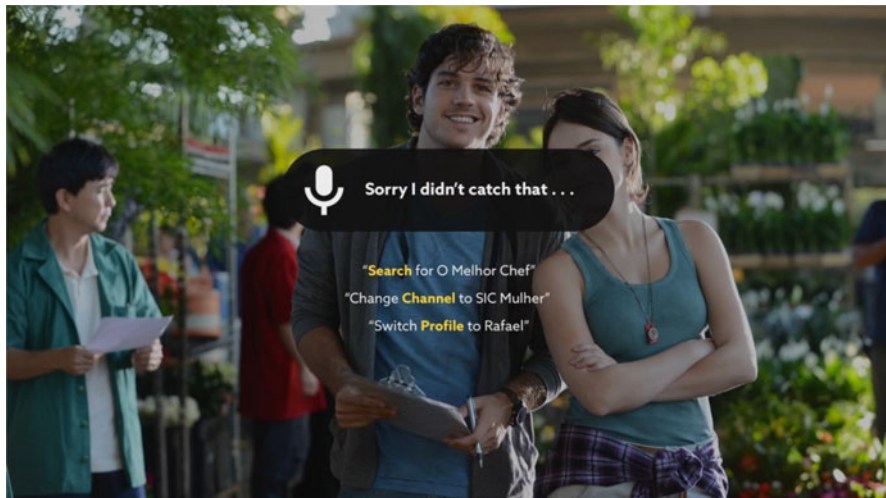 Sorry I didn't catch that . . .
"Search for O Melhor Chef"
"Change Channel to SIC Mulher"
"Switch Profile to Rafael"